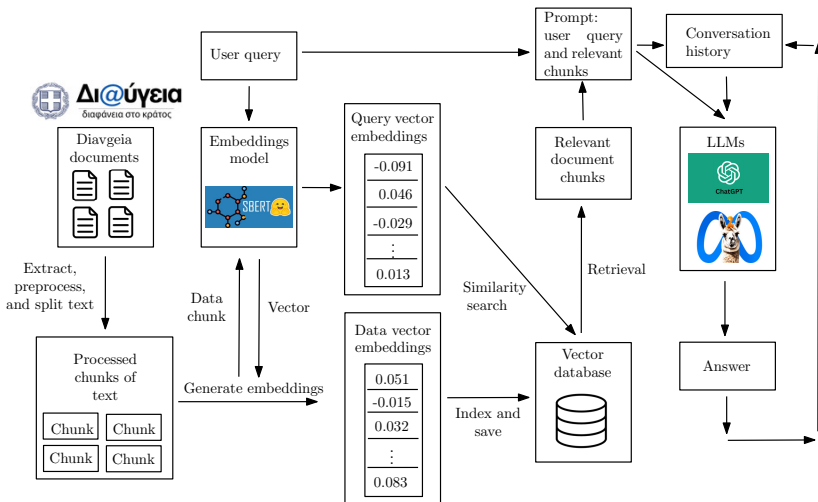 Prompt:
user query
and relevant
chunks
Conversation
history
User query
Δι@ύγεια
διαφάνεια στο κράτος
Diavgeia
documents
Embeddings
model
SBERT
Query vector
embeddings
-0.091
0.046
-0.029
⋮
0.013
Relevant
document
chunks
LLMs
ChatGPT
Extract,
preprocess,
and split text
Data
chunk
Vector
Similarity
search
Retrieval
Processed
chunks of
text
Chunk
Chunk
Chunk
Chunk
Generate embeddings
Data vector
embeddings
0.051
-0.015
0.032
⋮
0.083
Index and
save
Vector
database
Answer